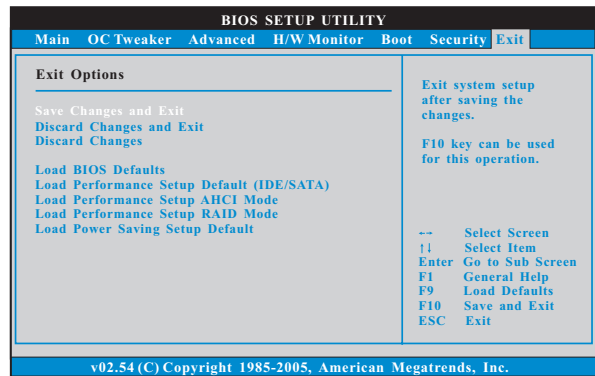 BIOS SETUP UTILITY
Main OC Tweaker Advanced H/W Monitor Boot Security Exit
Exit Options
Save Changes and Exit
Discard Changes and Exit
Discard Changes
Load BIOS Defaults
Load Performance Setup Default (IDE/SATA)
Load Performance Setup AHCI Mode
Load Performance Setup RAID Mode
Load Power Saving Setup Default
Exit system setup
after saving the
changes.
F10 key can be used
for this operation.
←→ Select Screen
↑↓ Select Item
Enter Go to Sub Screen
F1 General Help
F9 Load Defaults
F10 Save and Exit
ESC Exit
v02.54 (C) Copyright 1985-2005, American Megatrends, Inc.